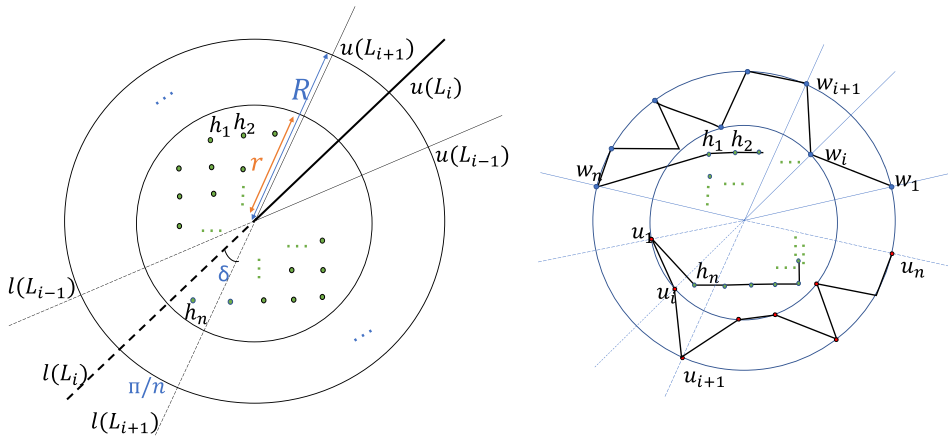 u(L_{i+1})
R
u(L_i)
h_1 h_2
r
u(L_{i-1})
δ
l(L_{i-1})
h_n
l(L_i)
π/n
l(L_{i+1})
w_{i+1}
h_1 h_2
w_i
w_n
w_1
u_1
h_n
u_n
u_i
u_{i+1}